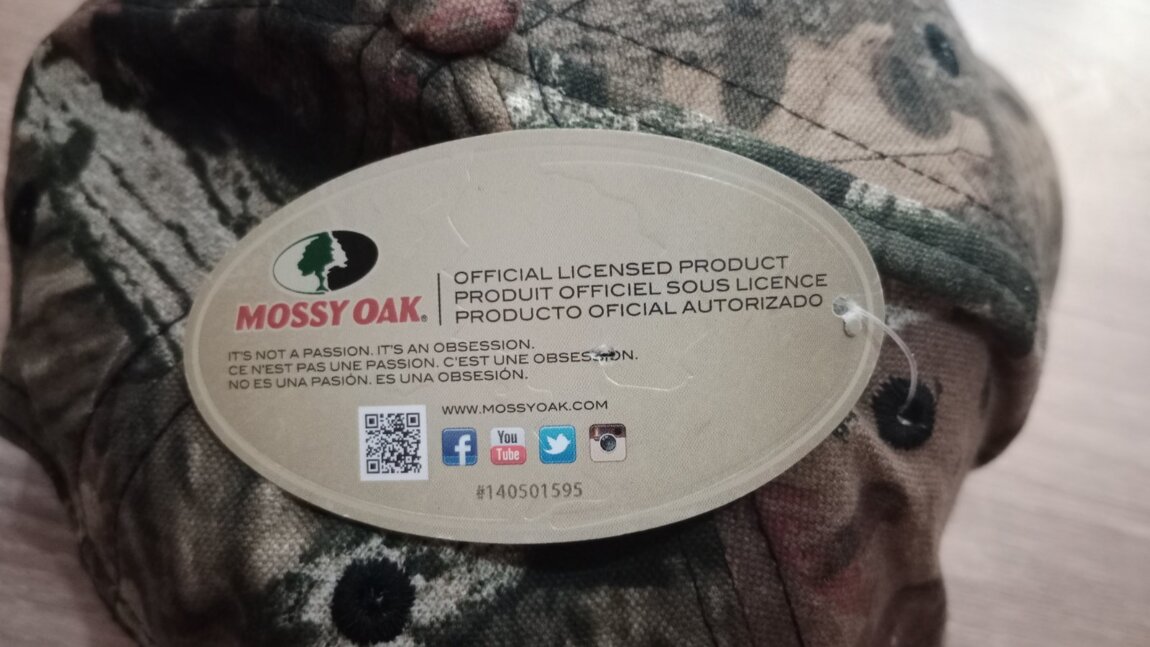 MOSSY OAK®
OFFICIAL LICENSED PRODUCT
PRODUIT OFFICIEL SOUS LICENCE
PRODUCTO OFICIAL AUTORIZADO
IT'S NOT A PASSION. IT'S AN OBSESSION.
CE N'EST PAS UNE PASSION. C'EST UNE OBSESSION.
NO ES UNA PASIÓN. ES UNA OBSESIÓN.
WWW.MOSSYOAK.COM
f
You
Tube
#140501595